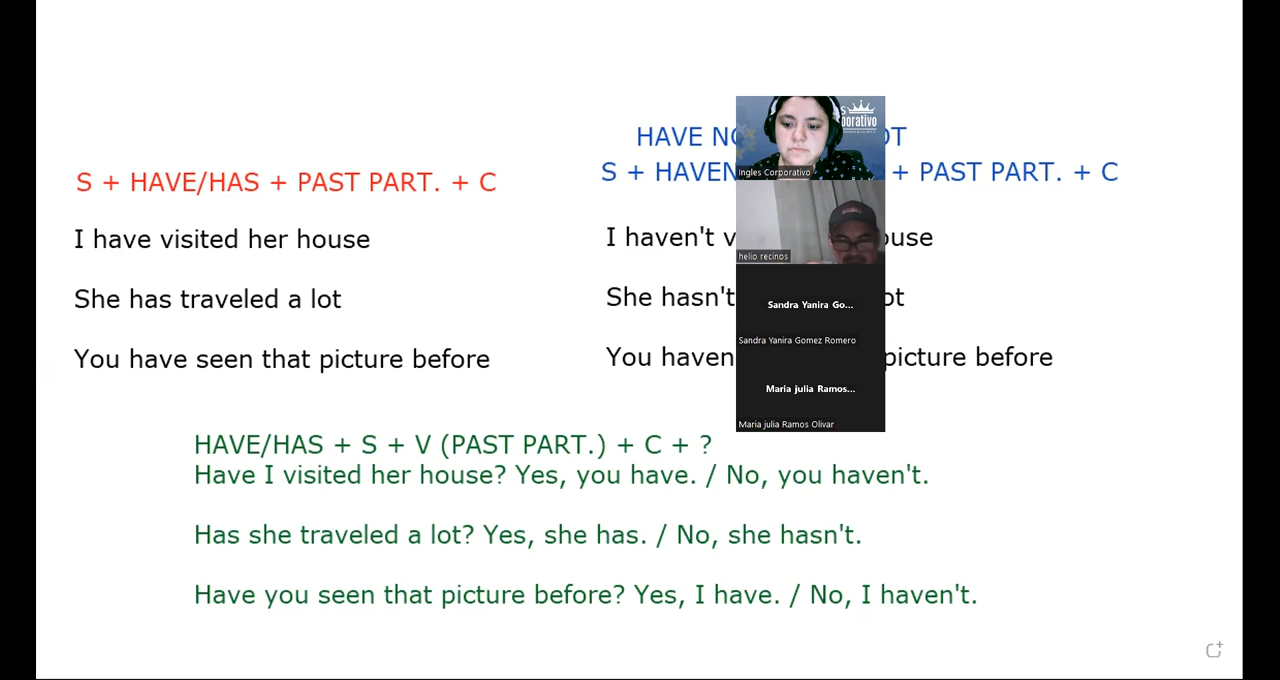 HAVE NO OT
S + HAVE/HAS + PAST PART. + C
S + HAVEN + PAST PART. + C
I have visited her house
I haven't v ouse
She has traveled a lot
She hasn't ot
You have seen that picture before
You haven picture before
HAVE/HAS + S + V (PAST PART.) + C + ?
Have I visited her house? Yes, you have. / No, you haven't.
Has she traveled a lot? Yes, she has. / No, she hasn't.
Have you seen that picture before? Yes, I have. / No, I haven't.
S
porativo
Ingles Corporativo
helio recinos
Sandra Yanira Go...
Sandra Yanira Gomez Romero
Maria julia Ramos...
Maria julia Ramos Olivar